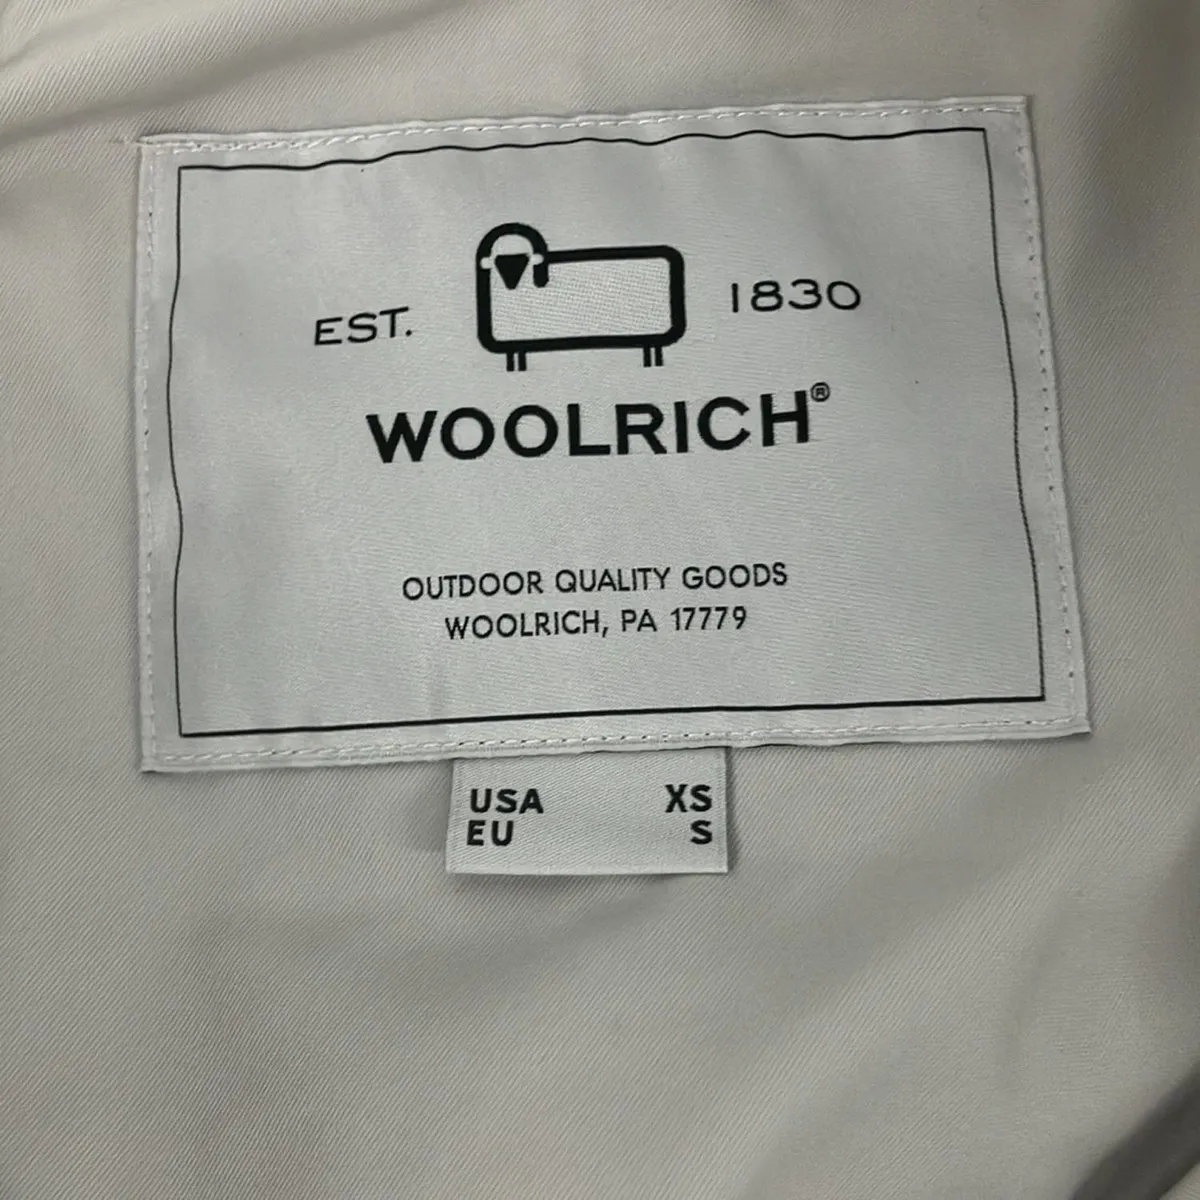 EST. 1830
WOOLRICH®
OUTDOOR QUALITY GOODS
WOOLRICH, PA 17779
USA XS
EU S